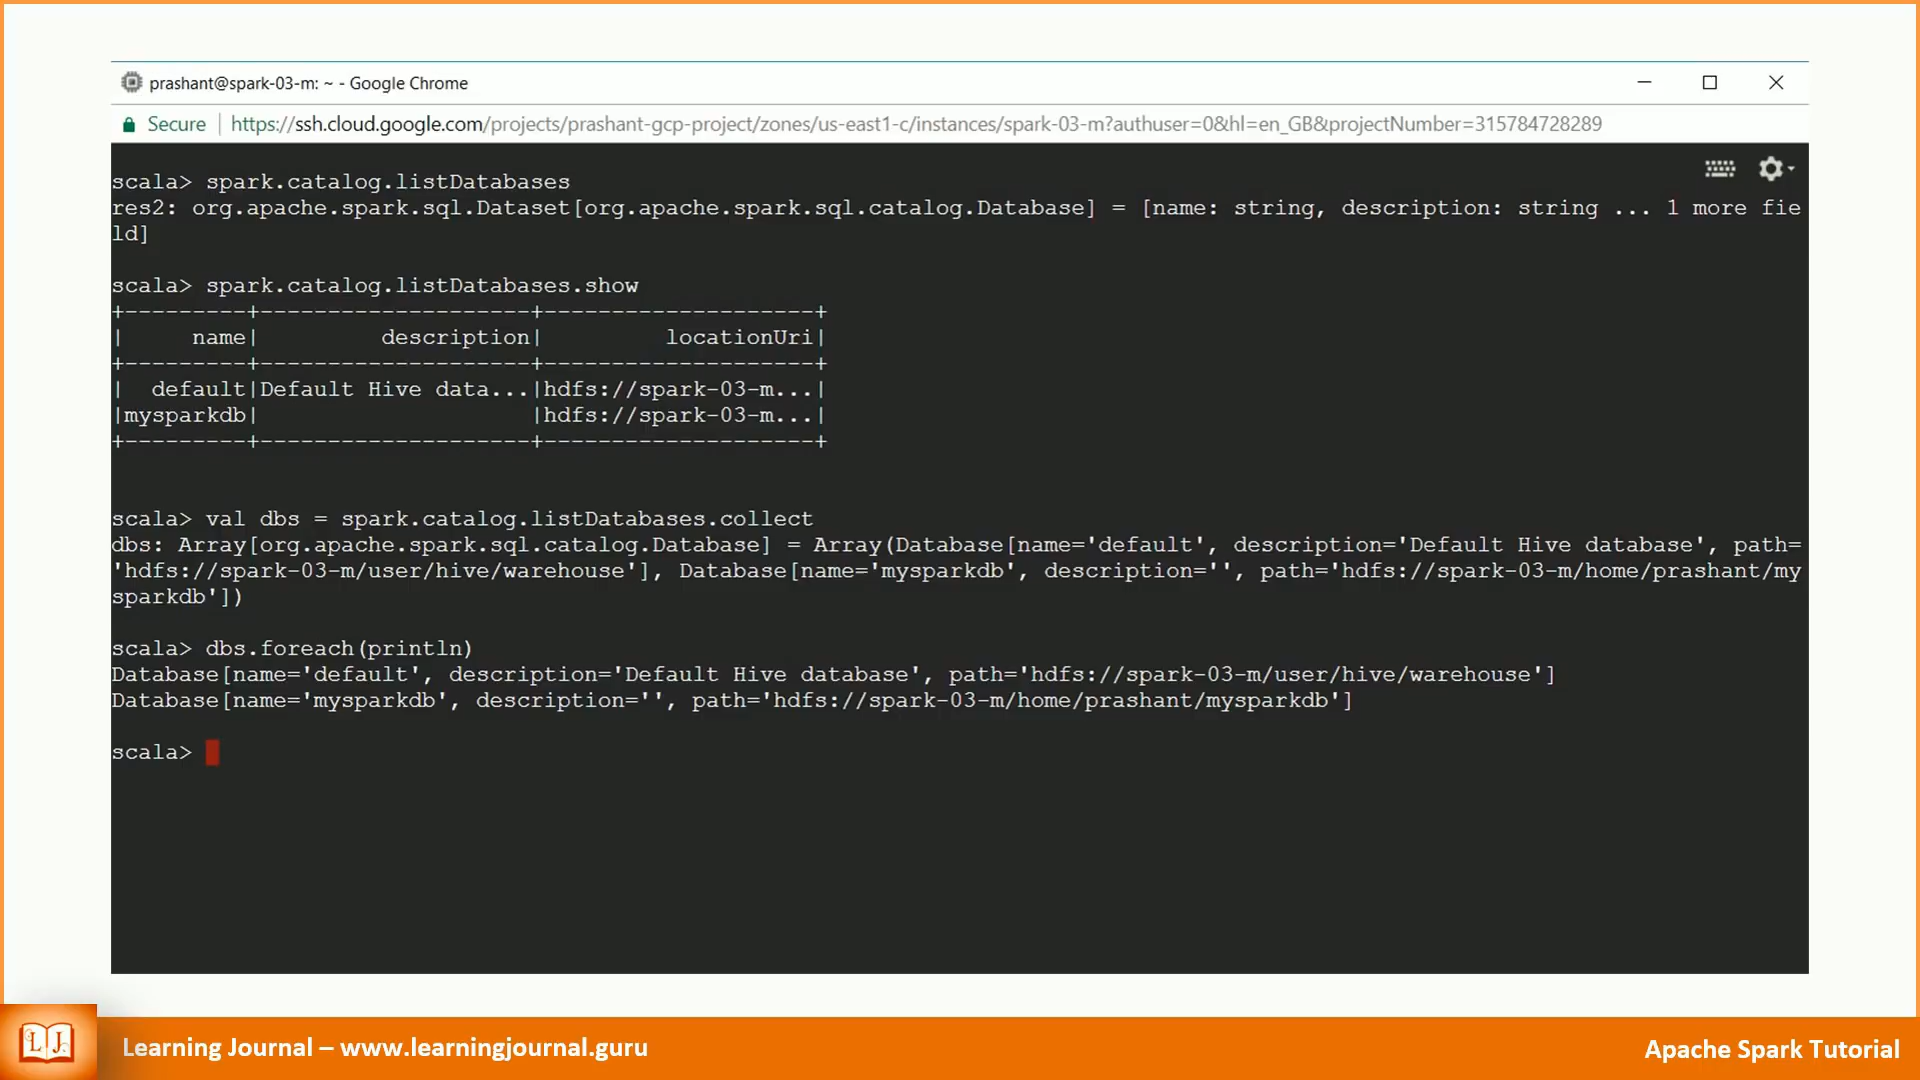 prashant@spark-03-m: ~ - Google Chrome
Secure | https://ssh.cloud.google.com/projects/prashant-gcp-project/zones/us-east1-c/instances/spark-03-m?authuser=0&hl=en_GB&projectNumber=315784728289
scala> spark.catalog.listDatabases
res2: org.apache.spark.sql.Dataset[org.apache.spark.sql.catalog.Database] = [name: string, description: string ... 1 more fie
ld]
scala> spark.catalog.listDatabases.show
+---------+--------------------+--------------------+
|     name|         description|         locationUri|
+---------+--------------------+--------------------+
|  default|Default Hive data...|hdfs://spark-03-m...|
|mysparkdb|                    |hdfs://spark-03-m...|
+---------+--------------------+--------------------+
scala> val dbs = spark.catalog.listDatabases.collect
dbs: Array[org.apache.spark.sql.catalog.Database] = Array(Database[name='default', description='Default Hive database', path=
'hdfs://spark-03-m/user/hive/warehouse'], Database[name='mysparkdb', description='', path='hdfs://spark-03-m/home/prashant/my
sparkdb'])
scala> dbs.foreach(println)
Database[name='default', description='Default Hive database', path='hdfs://spark-03-m/user/hive/warehouse']
Database[name='mysparkdb', description='', path='hdfs://spark-03-m/home/prashant/mysparkdb']
scala>
LJ
Learning Journal – www.learningjournal.guru
Apache Spark Tutorial